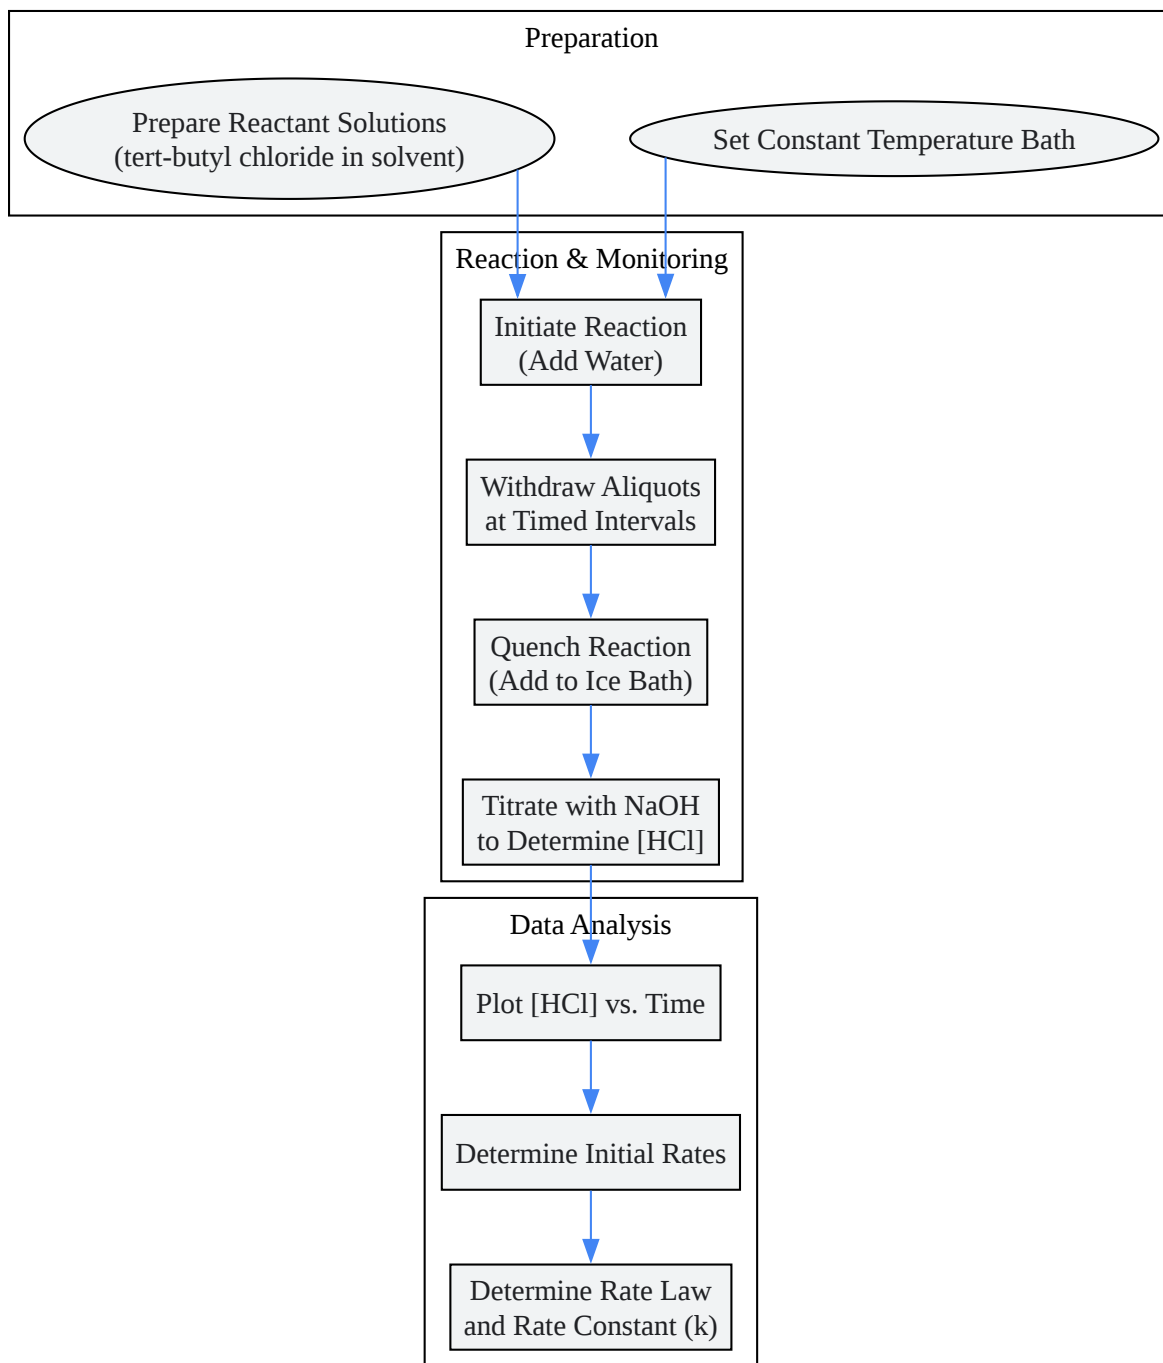 Preparation
Prepare Reactant Solutions
(tert-butyl chloride in solvent)
Set Constant Temperature Bath
Reaction & Monitoring
Initiate Reaction
(Add Water)
Withdraw Aliquots
at Timed Intervals
Quench Reaction
(Add to Ice Bath)
Titrate with NaOH
to Determine [HCl]
Data Analysis
Plot [HCl] vs. Time
Determine Initial Rates
Determine Rate Law
and Rate Constant (k)